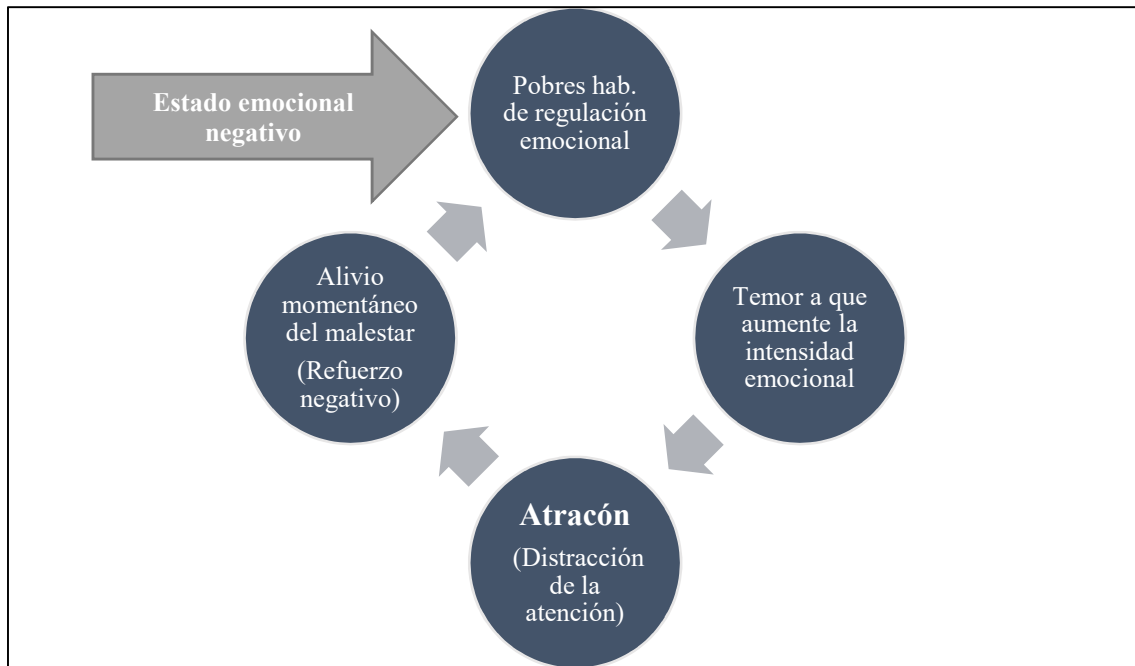 Estado emocional
negativo
Pobres hab.
de regulación
emocional
Temor a que
aumente la
intensidad
emocional
Atracón
(Distracción
de la
atención)
Alivio
momentáneo
del malestar
(Refuerzo
negativo)